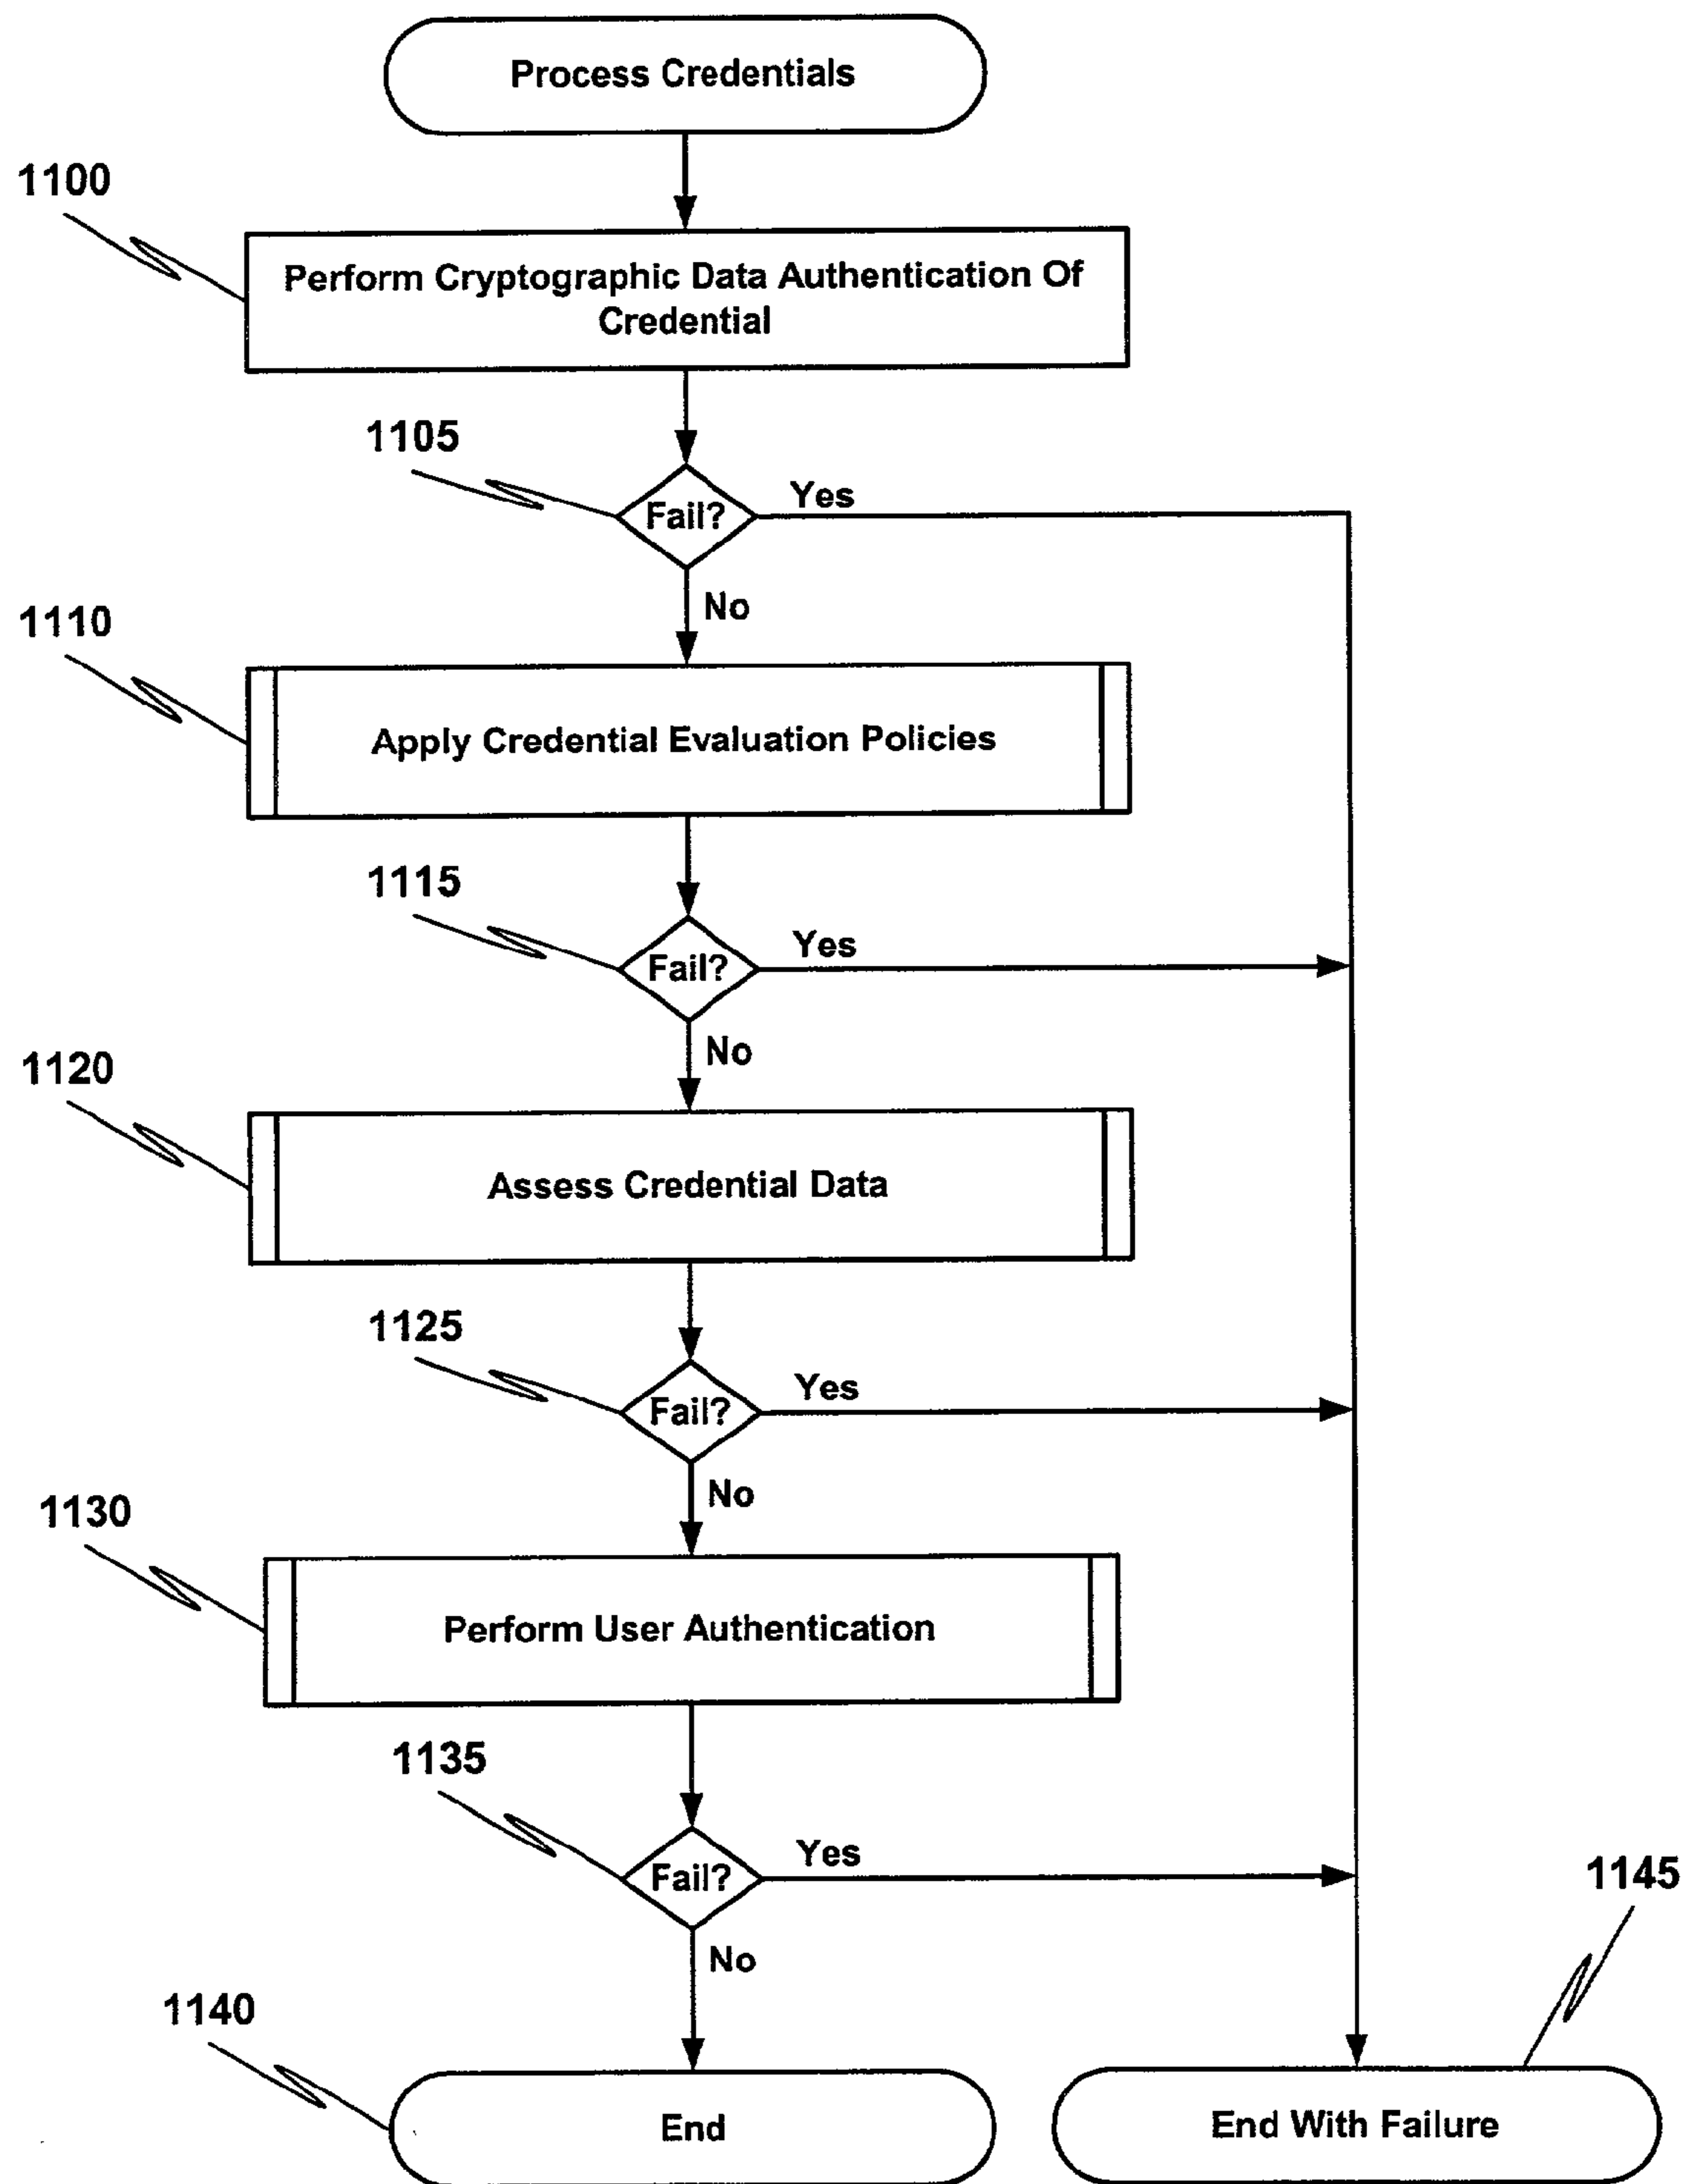 Process Credentials
1100
Perform Cryptographic Data Authentication Of
Credential
1105
Fail?
Yes
No
1110
Apply Credential Evaluation Policies
1115
Fail?
Yes
No
1120
Assess Credential Data
1125
Fail?
Yes
No
1130
Perform User Authentication
1135
Fail?
Yes
No
1140
End
1145
End With Failure